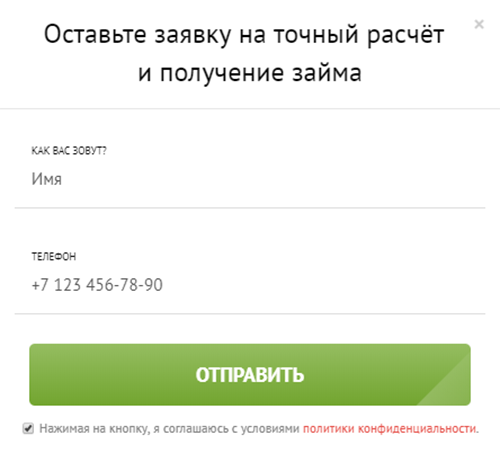 Оставьте заявку на точный расчёт
и получение займа
×
КАК ВАС ЗОВУТ?
Имя
ТЕЛЕФОН
+7 123 456-78-90
ОТПРАВИТЬ
Нажимая на кнопку, я соглашаюсь с условиями политики конфиденциальности.